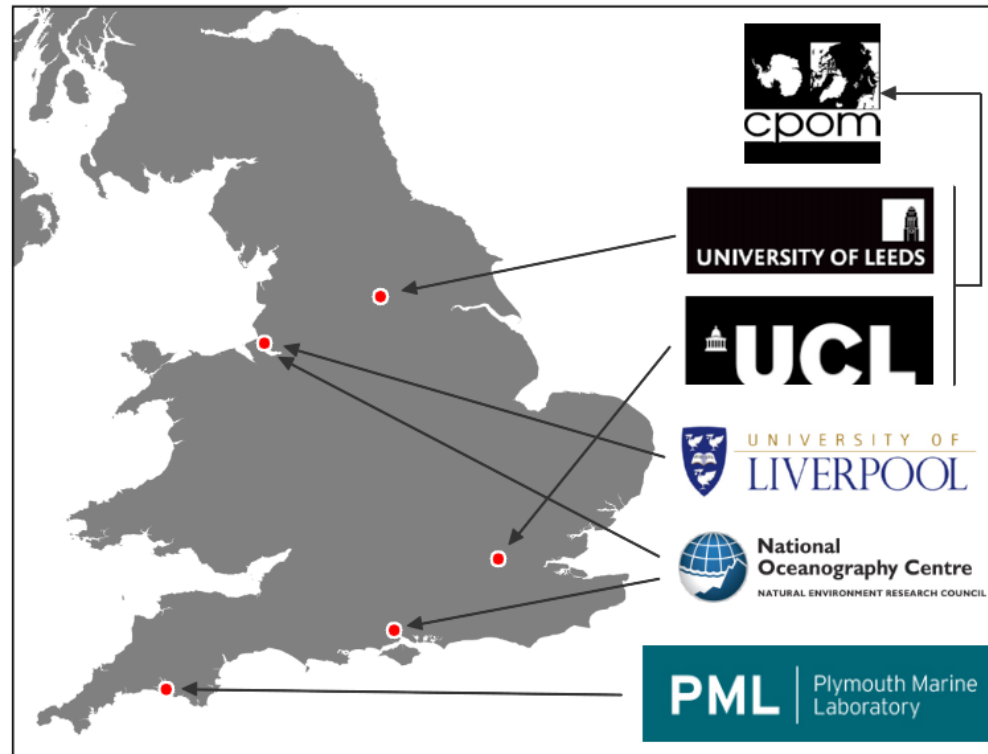 cpom
UNIVERSITY OF LEEDS
UCL
UNIVERSITY OF
LIVERPOOL
National
Oceanography Centre
NATURAL ENVIRONMENT RESEARCH COUNCIL
PML
Plymouth Marine
Laboratory